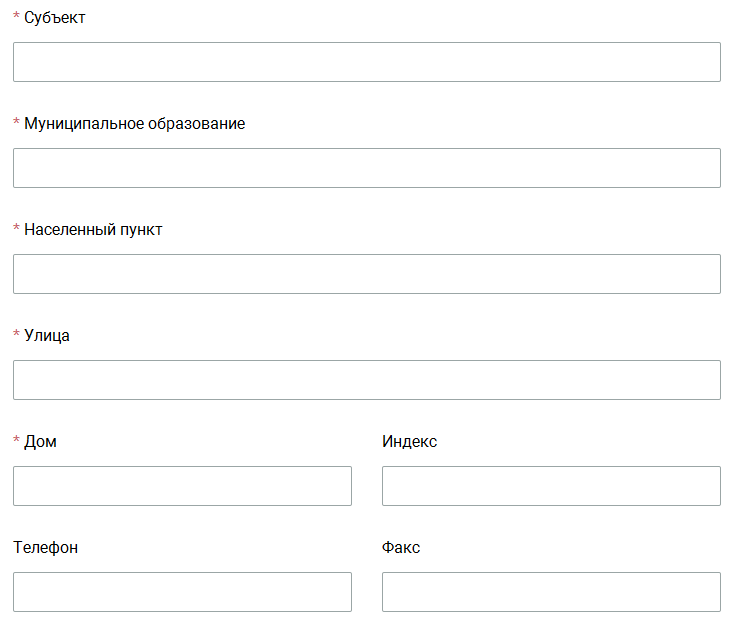 * Субъект
* Муниципальное образование
* Населенный пункт
* Улица
* Дом
Индекс
Телефон
Факс